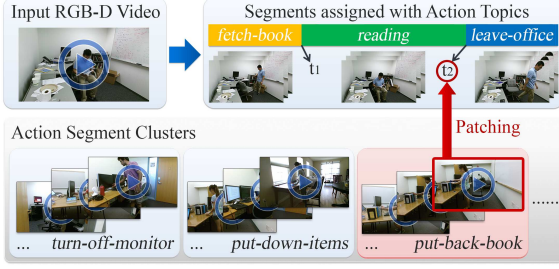 Input RGB-D Video
Segments assigned with Action Topics
fetch-book
reading
leave-office
t1
t2
Patching
Action Segment Clusters
... turn-off-monitor
... put-down-items
... put-back-book
......